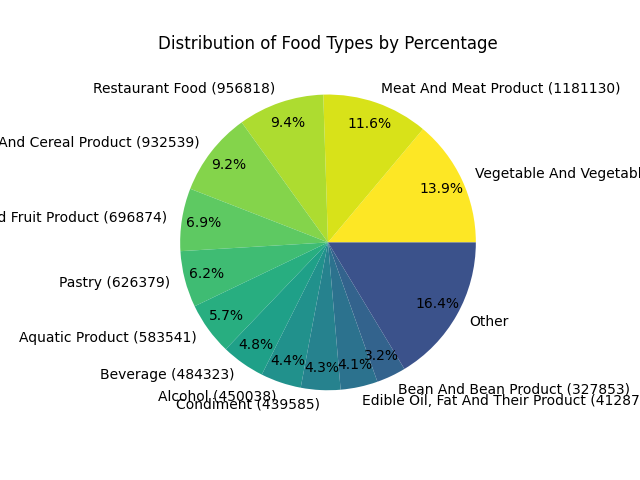 Distribution of Food Types by Percentage
Restaurant Food (956818)
Meat And Meat Product (1181130)
9.4%
11.6%
And Cereal Product (932539)
9.2%
Vegetable And
13.9%
Fruit Product (696874)
6.9%
Pastry (626379)
6.2%
16.4%
Other
5.7%
Aquatic Product (583541)
4.8%
4.4%
4.3%
4.1%
3.2%
Beverage (484323)
Bean And Bean Product (327853)
Alcohol (450038)
Edible Oil, Fat And Their Product (41287
Condiment (439585)